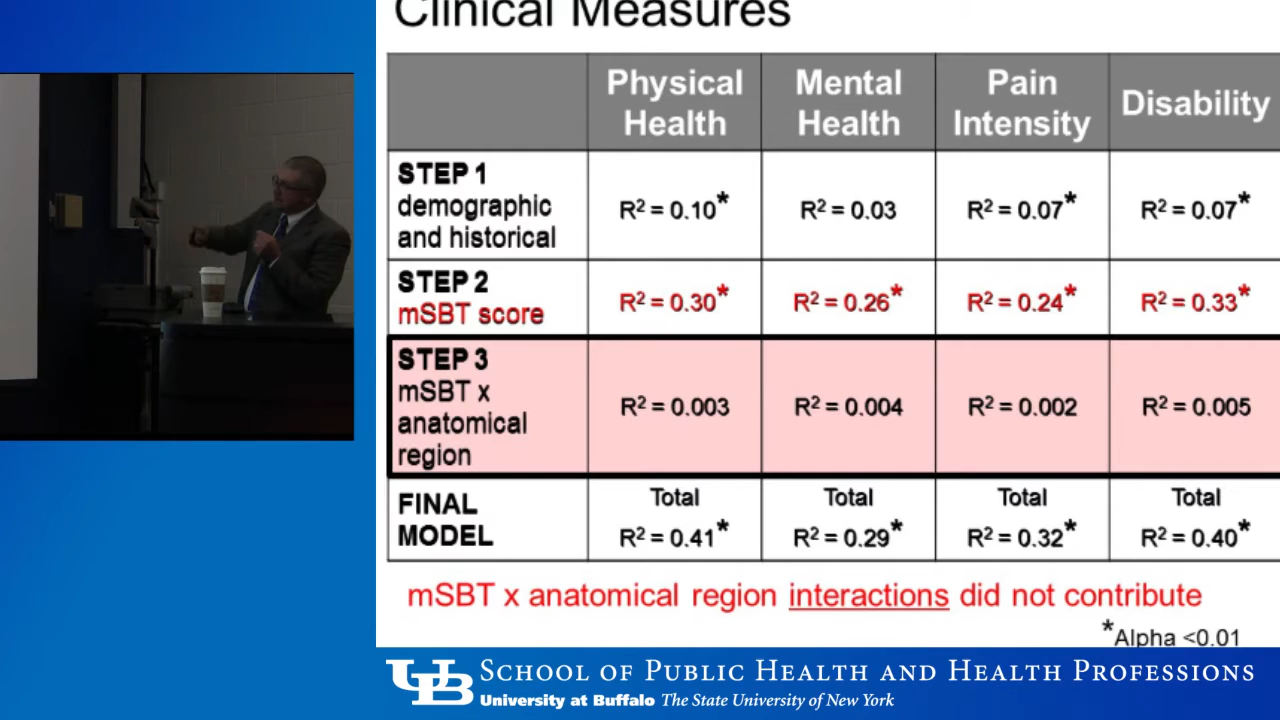 Clinical Measures
Physical Health
Mental Health
Pain Intensity
Disability
STEP 1
demographic
and historical
R² = 0.10*
R² = 0.03
R² = 0.07*
R² = 0.07*
STEP 2
mSBT score
R² = 0.30*
R² = 0.26*
R² = 0.24*
R² = 0.33*
STEP 3
mSBT x
anatomical
region
R² = 0.003
R² = 0.004
R² = 0.002
R² = 0.005
FINAL
MODEL
Total
R² = 0.41*
Total
R² = 0.29*
Total
R² = 0.32*
Total
R² = 0.40*
mSBT x anatomical region interactions did not contribute
*Alpha <0.01
UB
SCHOOL OF PUBLIC HEALTH AND HEALTH PROFESSIONS
University at Buffalo The State University of New York